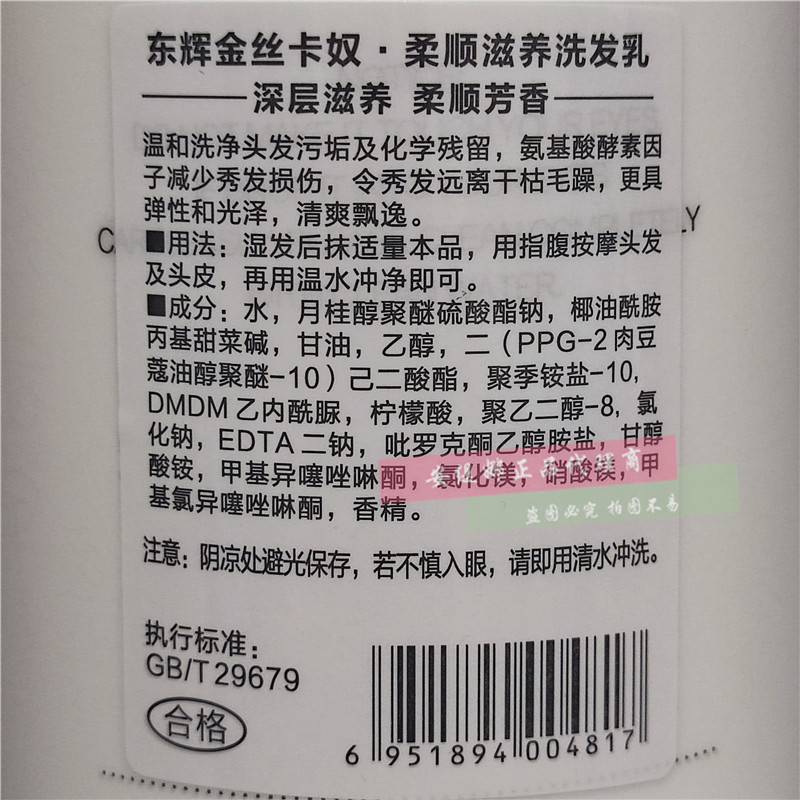 东辉金丝卡奴·柔顺滋养洗发乳
深层滋养 柔顺芳香
温和洗净头发污垢及化学残留，氨基酸酵素因
子减少秀发损伤，令秀发远离干枯毛躁，更具
弹性和光泽，清爽飘逸。
■用法：湿发后抹适量本品，用指腹按摩头发
及头皮，再用温水冲净即可。
■成分：水，月桂醇聚醚硫酸酯钠，椰油酰胺
丙基甜菜碱，甘油，乙醇，二（PPG-2肉豆
蔻油醇聚醚-10）己二酸酯，聚季铵盐-10，
DMDM乙内酰脲，柠檬酸，聚乙二醇-8，氯
化钠，EDTA二钠，吡罗克酮乙醇胺盐，甘醇
酸铵，甲基异噻唑啉酮，氯化镁，硝酸镁，甲
基氯异噻唑啉酮，香精。
盗图必究 拍图不易
注意：阴凉处避光保存，若不慎入眼，请即用清水冲洗。
执行标准：
GB/T 29679
合格
6 951894 004817